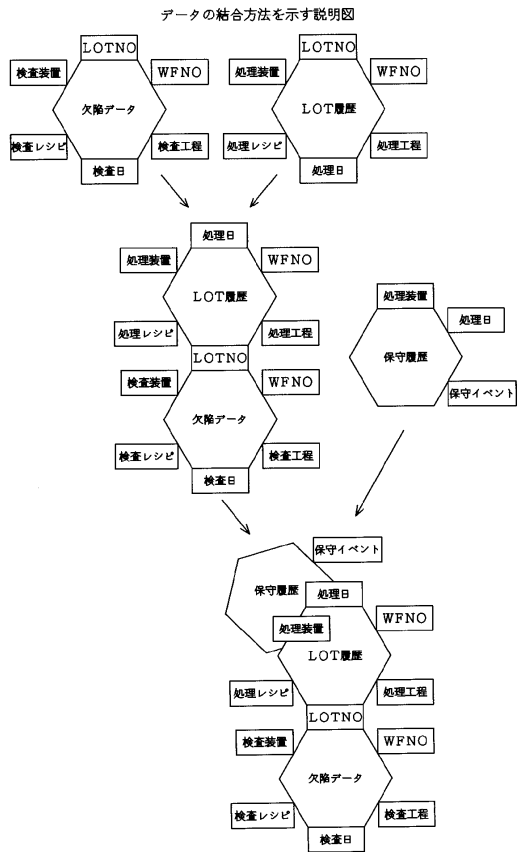 データの結合方法を示す説明図
LOTNO
検査装置
WFNO
欠陥データ
検査レシピ
検査工程
検査日
LOTNO
処理装置
WFNO
LOT履歴
処理レシピ
処理工程
処理日
処理日
処理装置
WFNO
LOT履歴
処理レシピ
処理工程
LOTNO
検査装置
WFNO
欠陥データ
検査レシピ
検査工程
検査日
処理装置
処理日
保守履歴
保守イベント
保守イベント
保守履歴
処理日
処理装置
WFNO
LOT履歴
処理レシピ
処理工程
LOTNO
検査装置
WFNO
欠陥データ
検査レシピ
検査工程
検査日